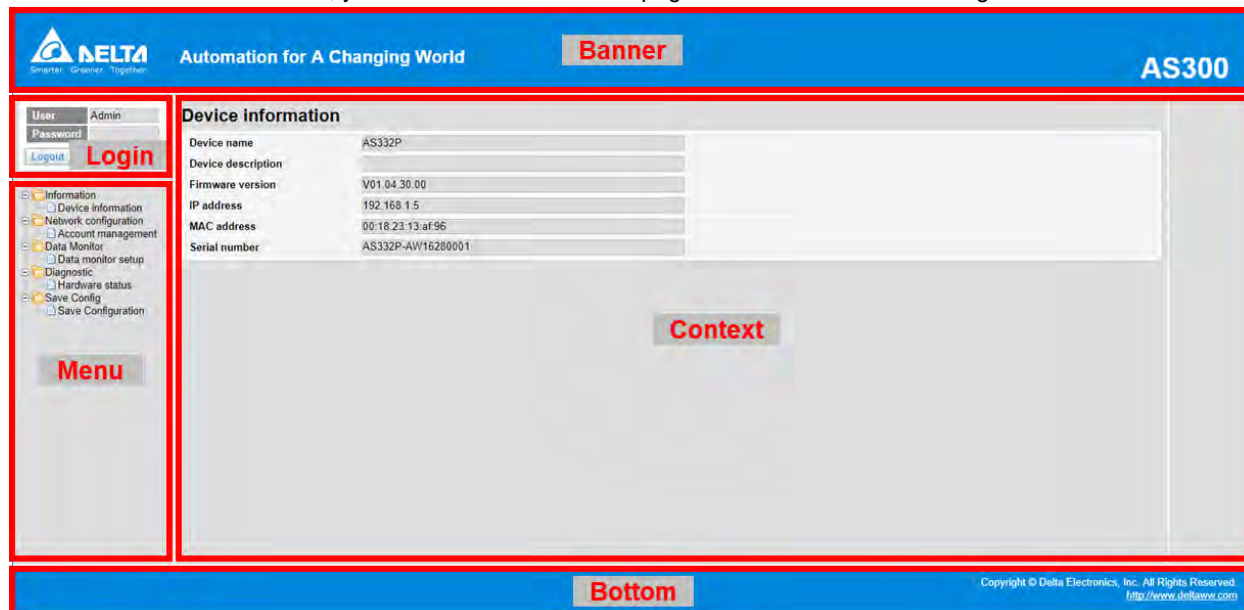 DELTA
Smarter. Greener. Together.
Automation for A Changing World
Banner
AS300
User Admin
Password
Logout
Login
Information
Device information
Network configuration
Account management
Data Monitor
Data monitor setup
Diagnostic
Hardware status
Save Config
Save Configuration
Menu
Device information
Device name AS332P
Device description
Firmware version V01.04.30.00
IP address 192.168.1.5
MAC address 00:18:23:13:af:96
Serial number AS332P-AW16280001
Context
Bottom
Copyright © Delta Electronics, Inc. All Rights Reserved.
http://www.deltaww.com